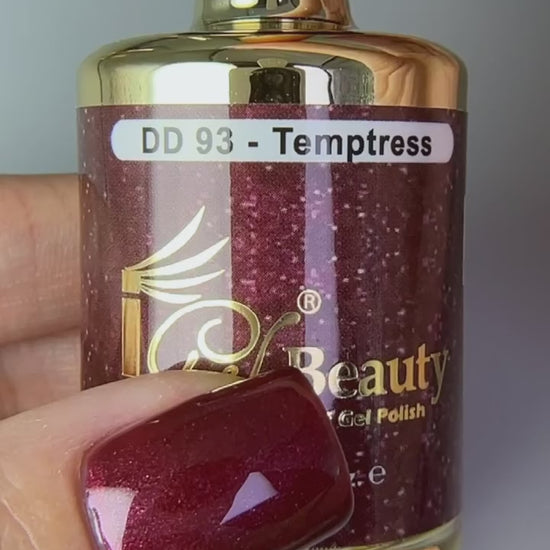 DD 93 - Temptress
®
Beauty
Gel Polish
z. e